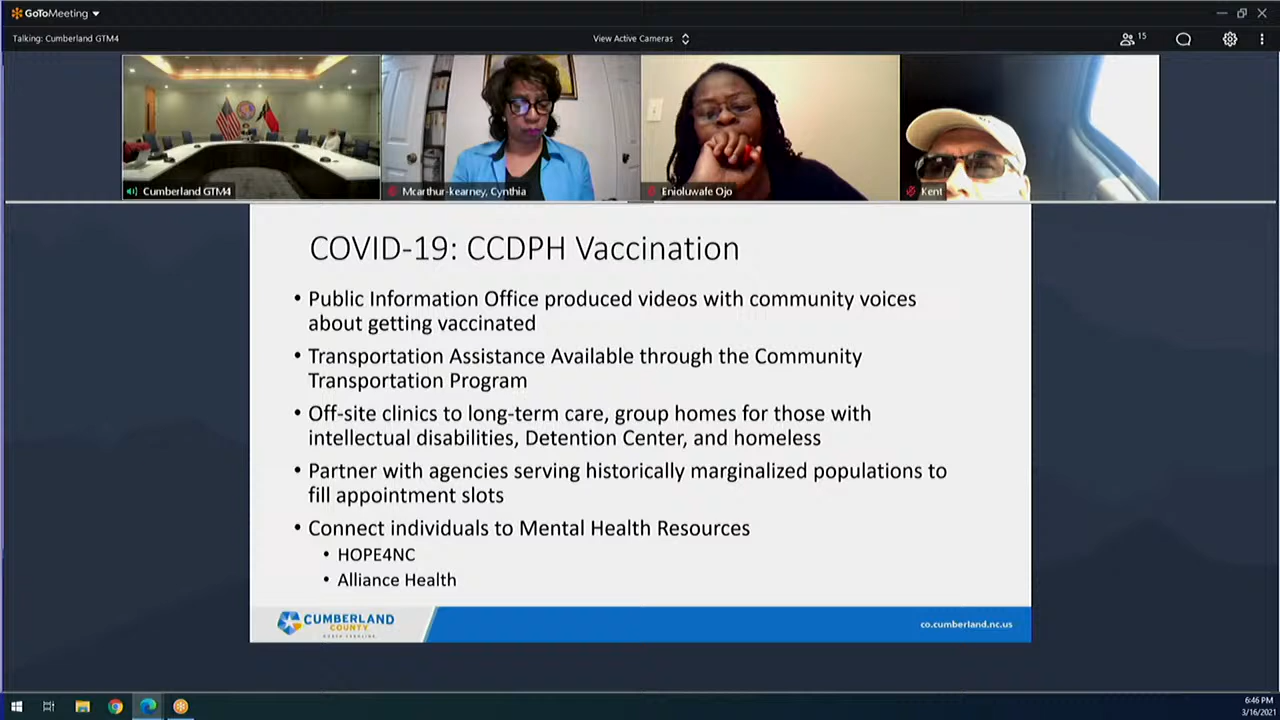 GoToMeeting
Talking: Cumberland GTM4
View Active Cameras
15
Cumberland GTM4
Mcarthur-kearney, Cynthia
Enioluwale Ojo
Kent
COVID-19: CCDPH Vaccination
• Public Information Office produced videos with community voices
about getting vaccinated
• Transportation Assistance Available through the Community
Transportation Program
• Off-site clinics to long-term care, group homes for those with
intellectual disabilities, Detention Center, and homeless
• Partner with agencies serving historically marginalized populations to
fill appointment slots
• Connect individuals to Mental Health Resources
• HOPE4NC
• Alliance Health
CUMBERLAND
COUNTY
NORTH CAROLINA
co.cumberland.nc.us
6:46 PM
3/16/2021